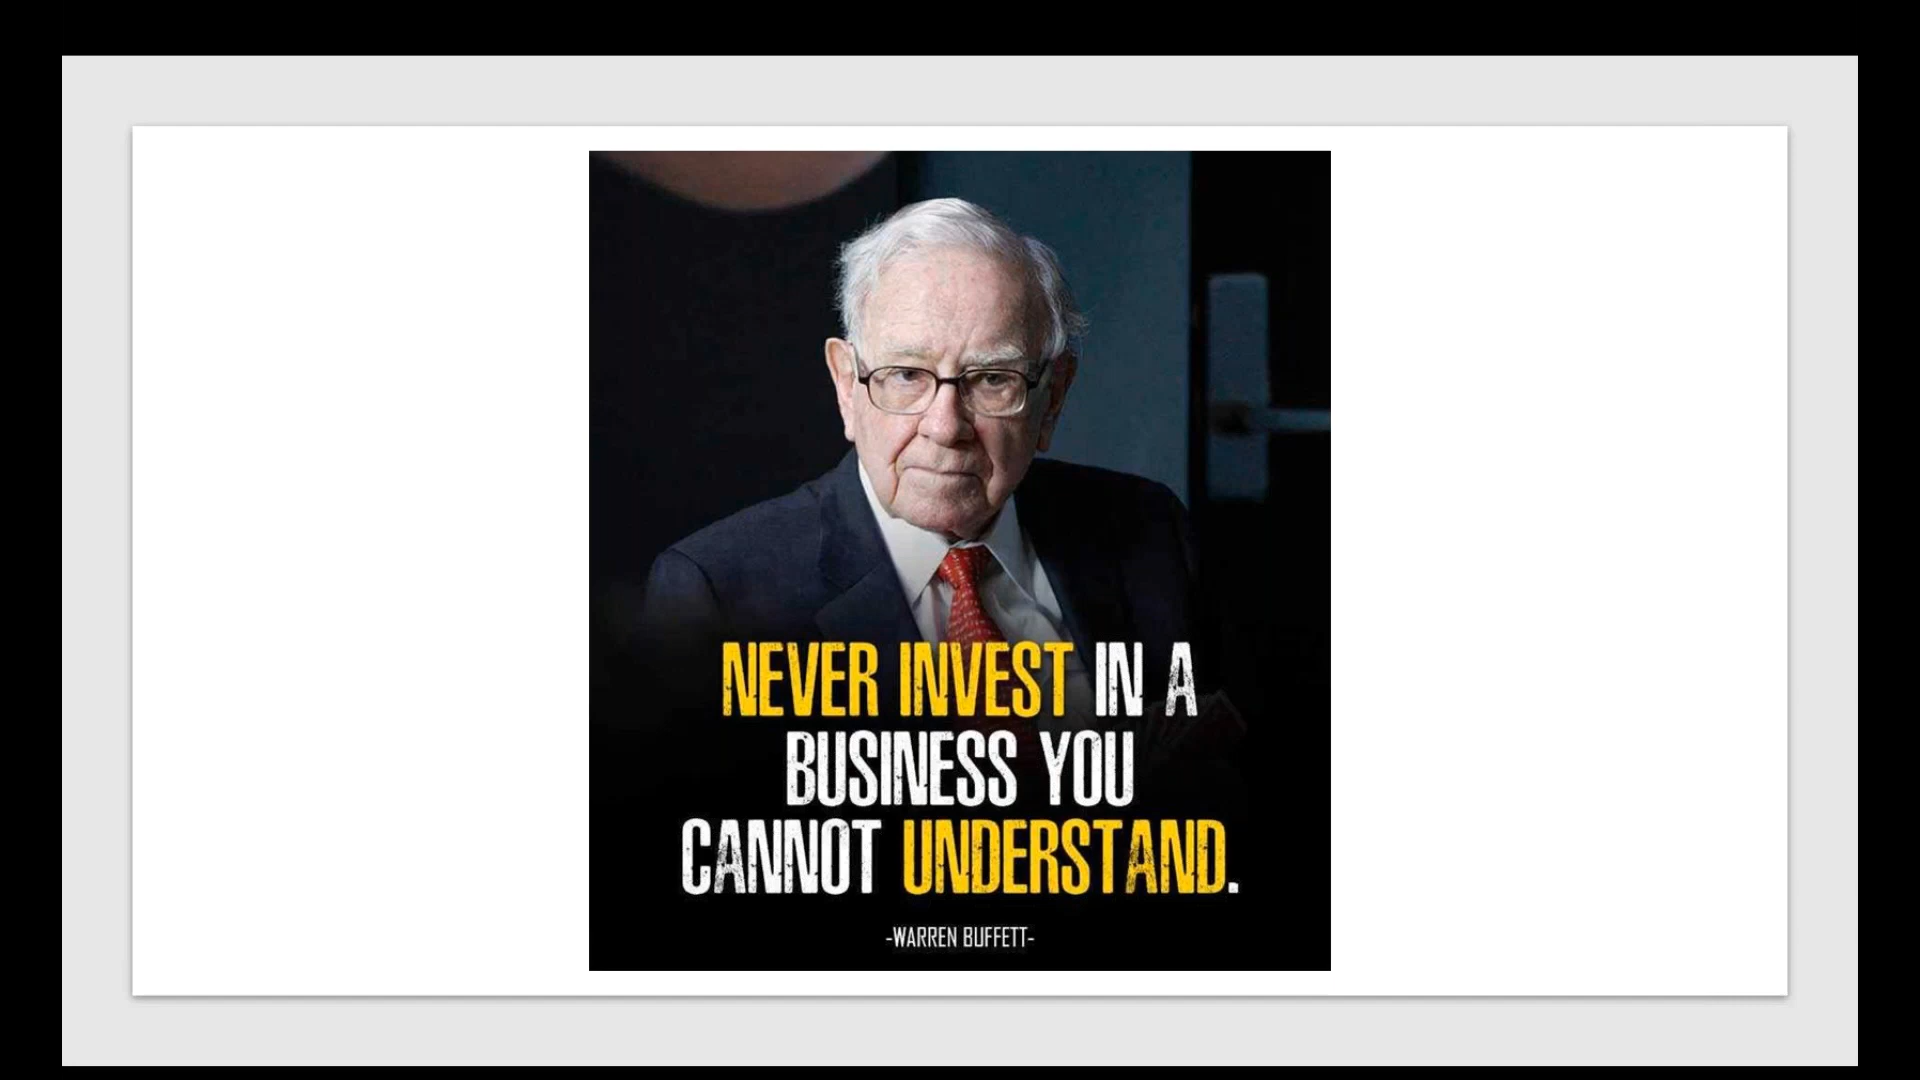 NEVER INVEST IN A
BUSINESS YOU
CANNOT UNDERSTAND.
-WARREN BUFFETT-